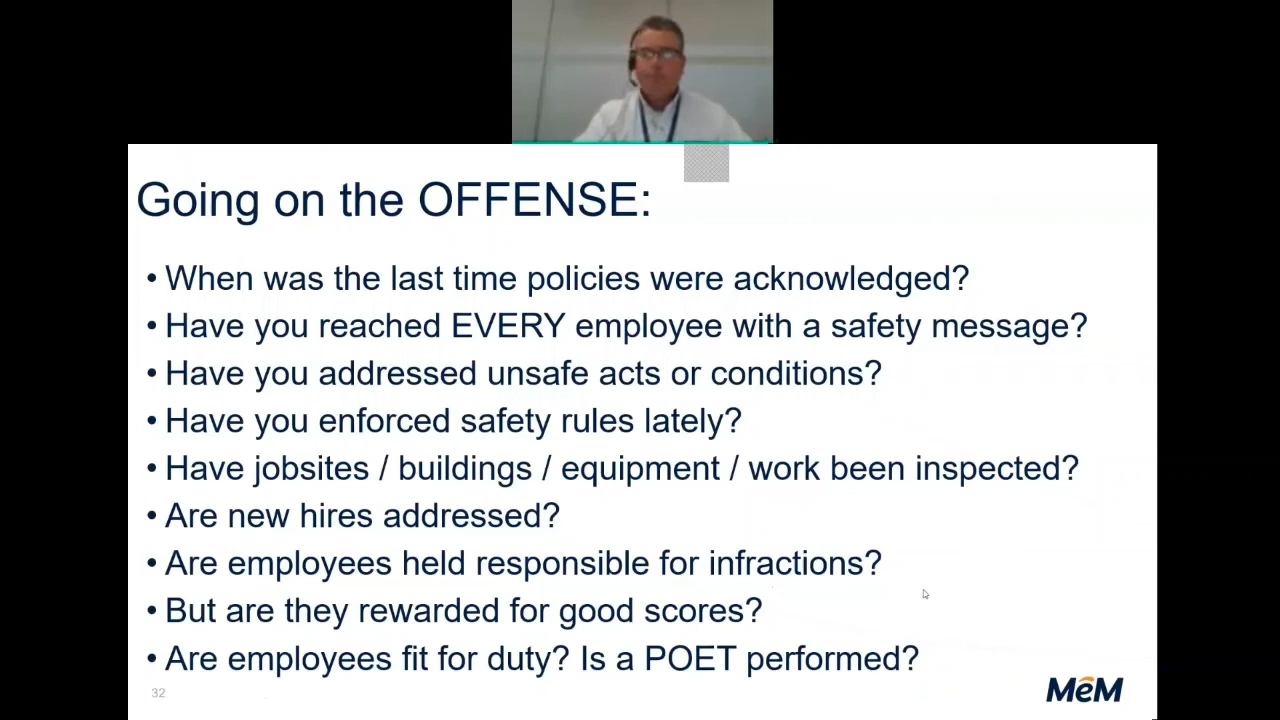 Going on the OFFENSE:
• When was the last time policies were acknowledged?
• Have you reached EVERY employee with a safety message?
• Have you addressed unsafe acts or conditions?
• Have you enforced safety rules lately?
• Have jobsites / buildings / equipment / work been inspected?
• Are new hires addressed?
• Are employees held responsible for infractions?
• But are they rewarded for good scores?
• Are employees fit for duty? Is a POET performed?
32
MeM